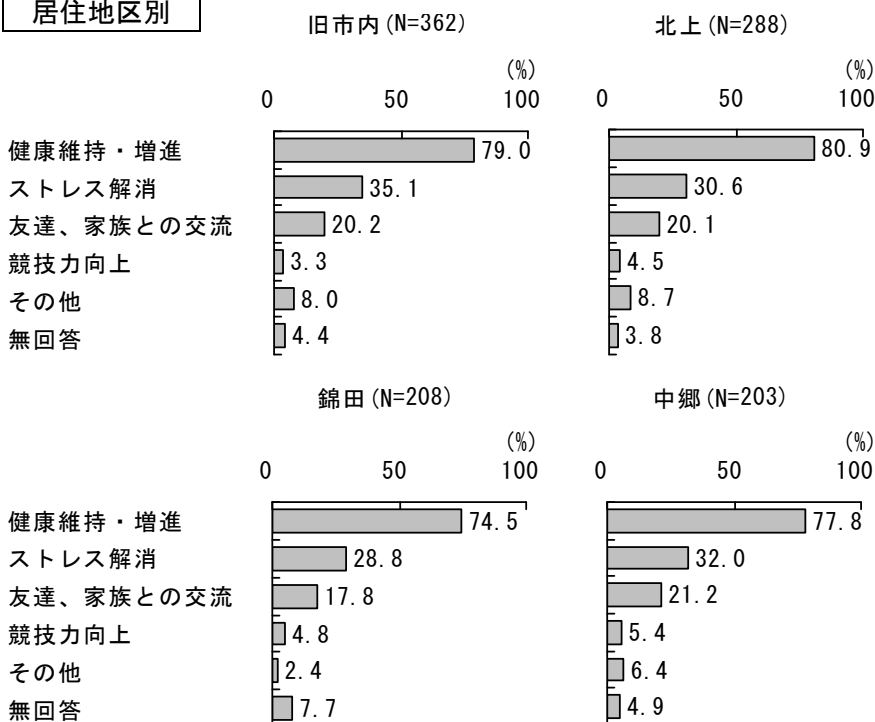 居住地区別
旧市内(N=362)
北上(N=288)
(%)
(%)
0 50 100
0 50 100
健康維持・増進 79.0 80.9
ストレス解消 35.1 30.6
友達、家族との交流 20.2 20.1
競技力向上 3.3 4.5
その他 8.0 8.7
無回答 4.4 3.8
錦田(N=208)
中郷(N=203)
(%)
(%)
0 50 100
0 50 100
健康維持・増進 74.5 77.8
ストレス解消 28.8 32.0
友達、家族との交流 17.8 21.2
競技力向上 4.8 5.4
その他 2.4 6.4
無回答 7.7 4.9